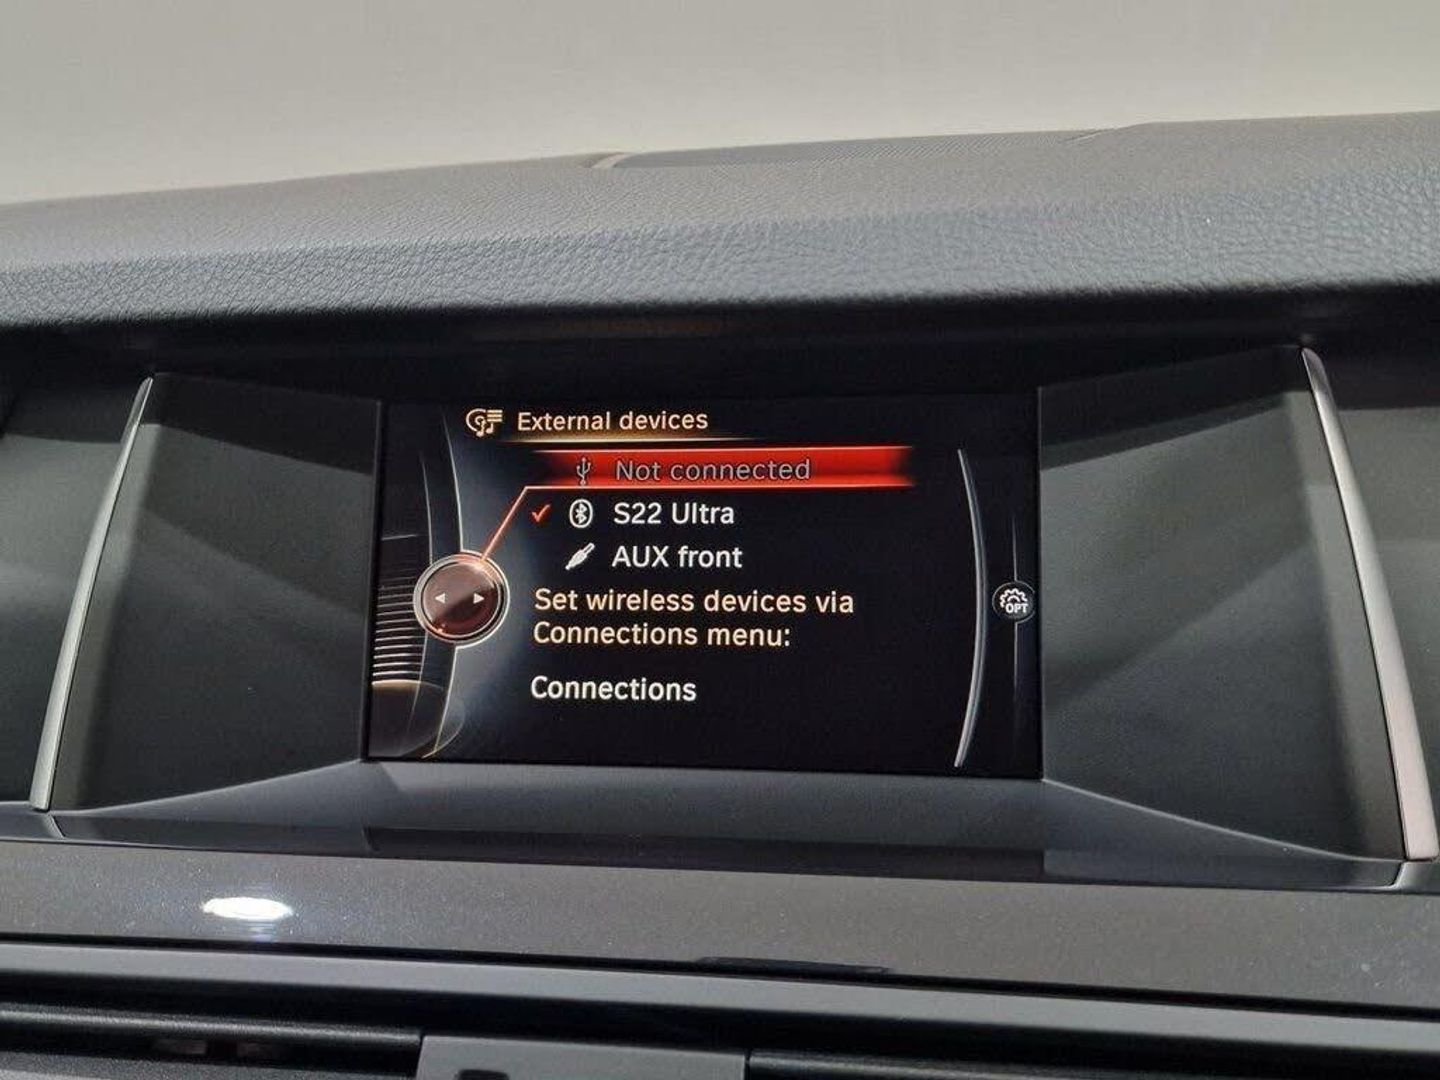 External devices
Not connected
S22 Ultra
AUX front
Set wireless devices via
Connections menu:
Connections
OPT